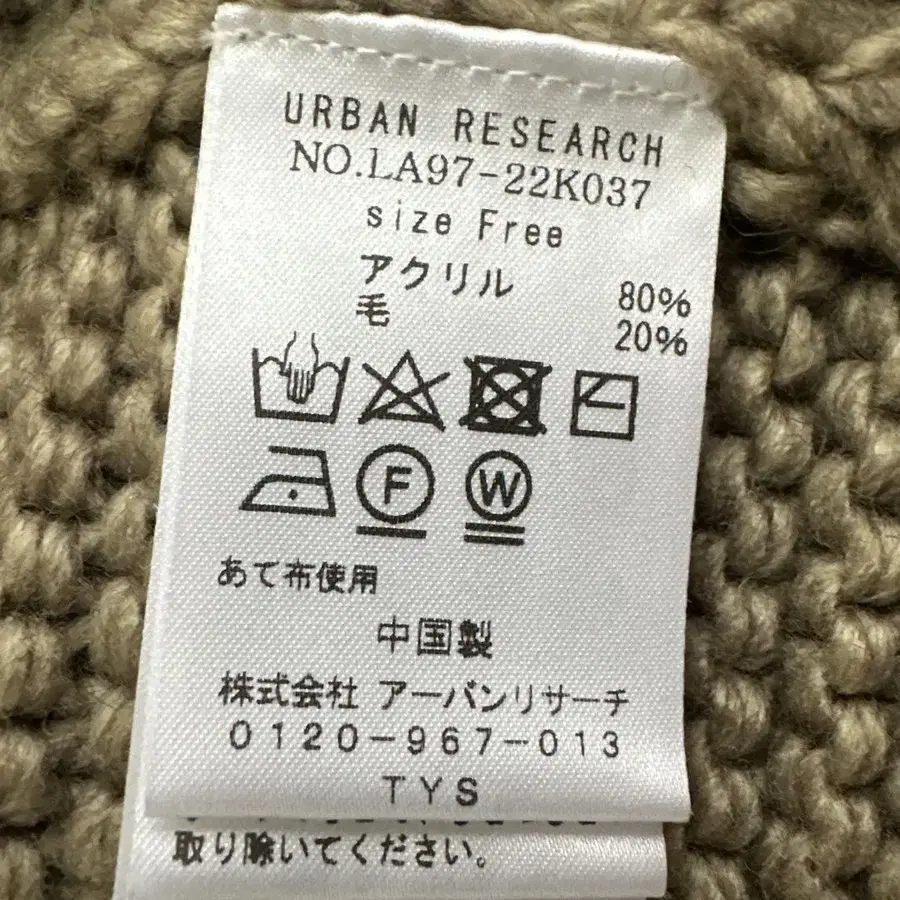 URBAN RESEARCH
NO.LA97-22K037
size Free
アクリル 80%
毛 20%
F W
あて布使用
中国製
株式会社 アーバンリサーチ
0120-967-013
TYS
取り除いてください。